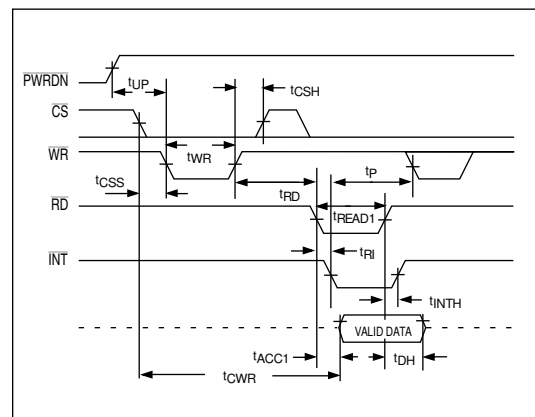 PWRDN
tUP
tCSH
CS
tWR
WR
tCSS
tP
tRD
RD
tREAD1
tRI
INT
tINTH
VALID DATA
tACC1
tDH
tCWR